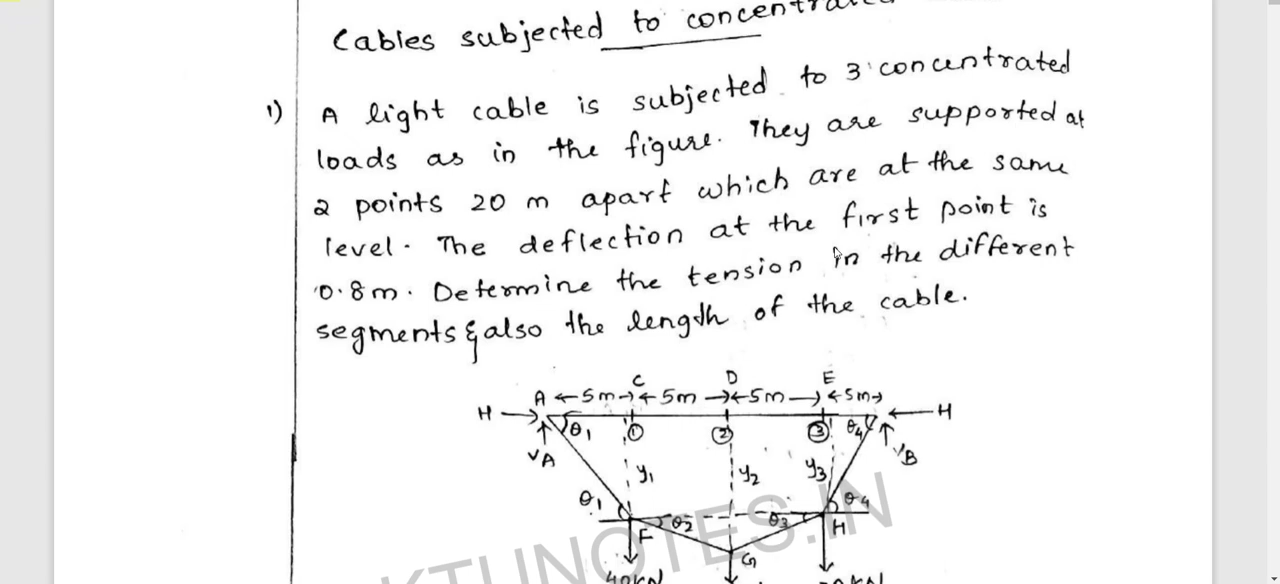 Cables subjected to
1) A light cable is subjected to 3 concentrated
loads as in the figure. They are supported at
2 points 20 m apart which are at the same
level. The deflection at the first point is
0.8m. Determine the tension in the different
segments & also the length of the cable.
C D E
A ←5m→←5m→←5m→←5m→
H → ← H
θ1 ① ② ③ θ4
VA y1 y2 y3 VB
θ1 θ2 θ3 θ4
F H
G
40KN
KTUNOTES.IN